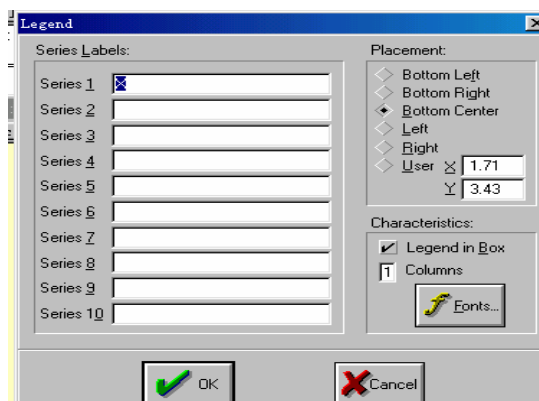 Legend
Series Labels:
Series 1 x
Series 2
Series 3
Series 4
Series 5
Series 6
Series 7
Series 8
Series 9
Series 10
Placement:
Bottom Left
Bottom Right
Bottom Center
Left
Right
User X 1.71
Y 3.43
Characteristics:
Legend in Box
1 Columns
Fonts...
OK
Cancel